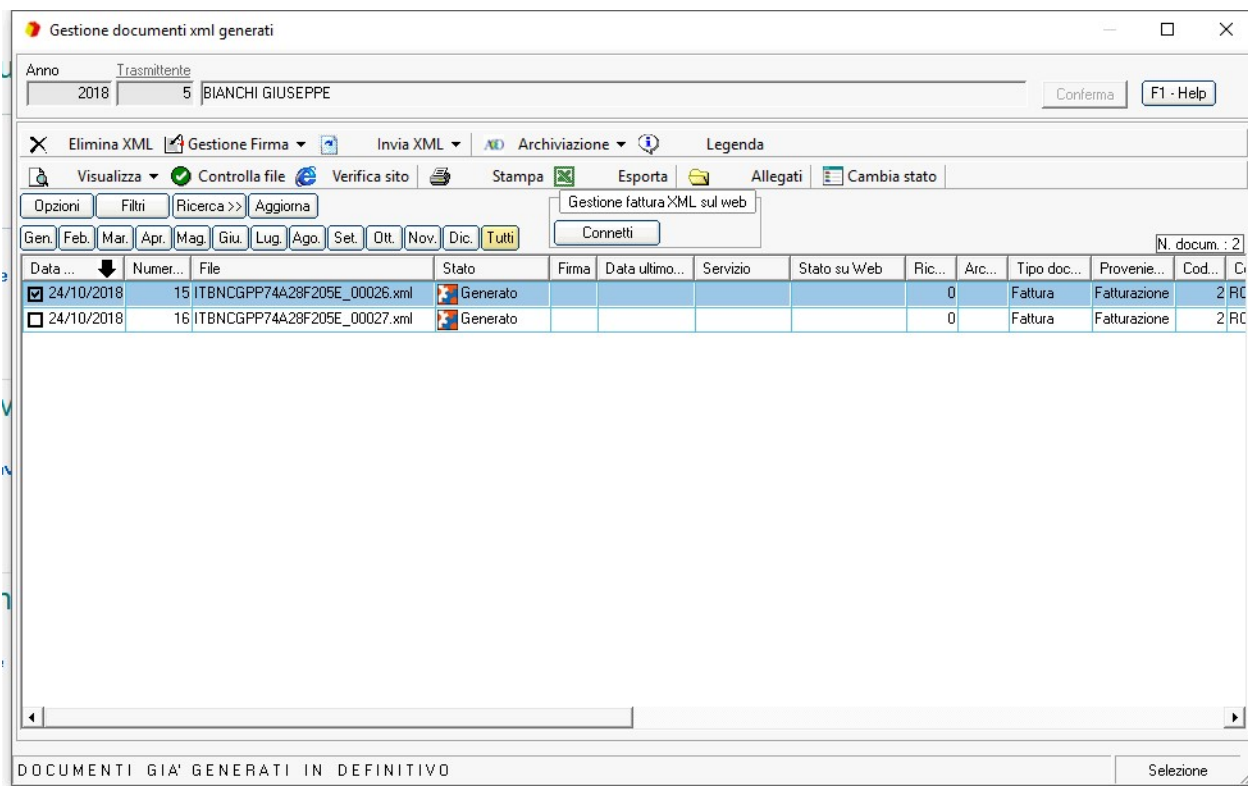 Gestione documenti xml generati
Anno Trasmittente
2018 5 BIANCHI GIUSEPPE Conferma F1 - Help
Elimina XML Gestione Firma Invia XML Archiviazione Legenda
Visualizza Controlla file Verifica sito Stampa Esporta Allegati Cambia stato
Opzioni Filtri Ricerca >> Aggiorna Gestione fattura XML sul web
Gen. Feb. Mar. Apr. Mag. Giu. Lug. Ago. Set. Ott. Nov. Dic. Tutti Connetti N. docum. : 2
Data ... Numer... File Stato Firma Data ultimo... Servizio Stato su Web Ric... Arc... Tipo doc... Provenie... Cod...
24/10/2018 15 ITBNCGPP74A28F205E_00026.xml Generato 0 Fattura Fatturazione 2
24/10/2018 16 ITBNCGPP74A28F205E_00027.xml Generato 0 Fattura Fatturazione 2
DOCUMENTI GIA' GENERATI IN DEFINITIVO Selezione